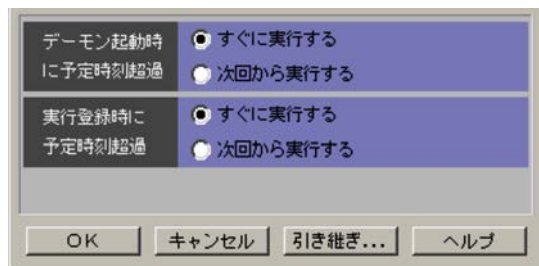 デーモン起動時
に予定時刻超過
すぐに実行する
次回から実行する
実行登録時に
予定時刻超過
すぐに実行する
次回から実行する
OK キャンセル 引き継ぎ... ヘルプ